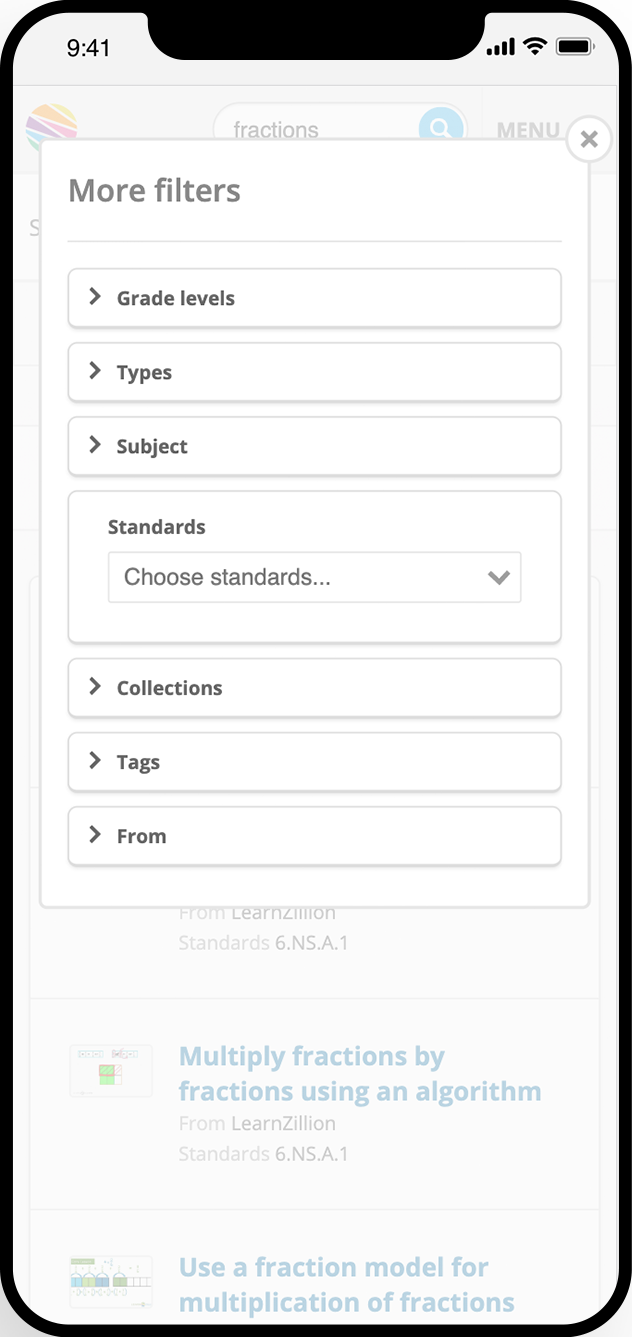 9:41
fractions
MENU
More filters
S
Grade levels
Types
Subject
Standards
Choose standards...
Collections
Tags
From
From LearnZillion
Standards 6.NS.A.1
Multiply fractions by
fractions using an algorithm
From LearnZillion
Standards 6.NS.A.1
Use a fraction model for
multiplication of fractions